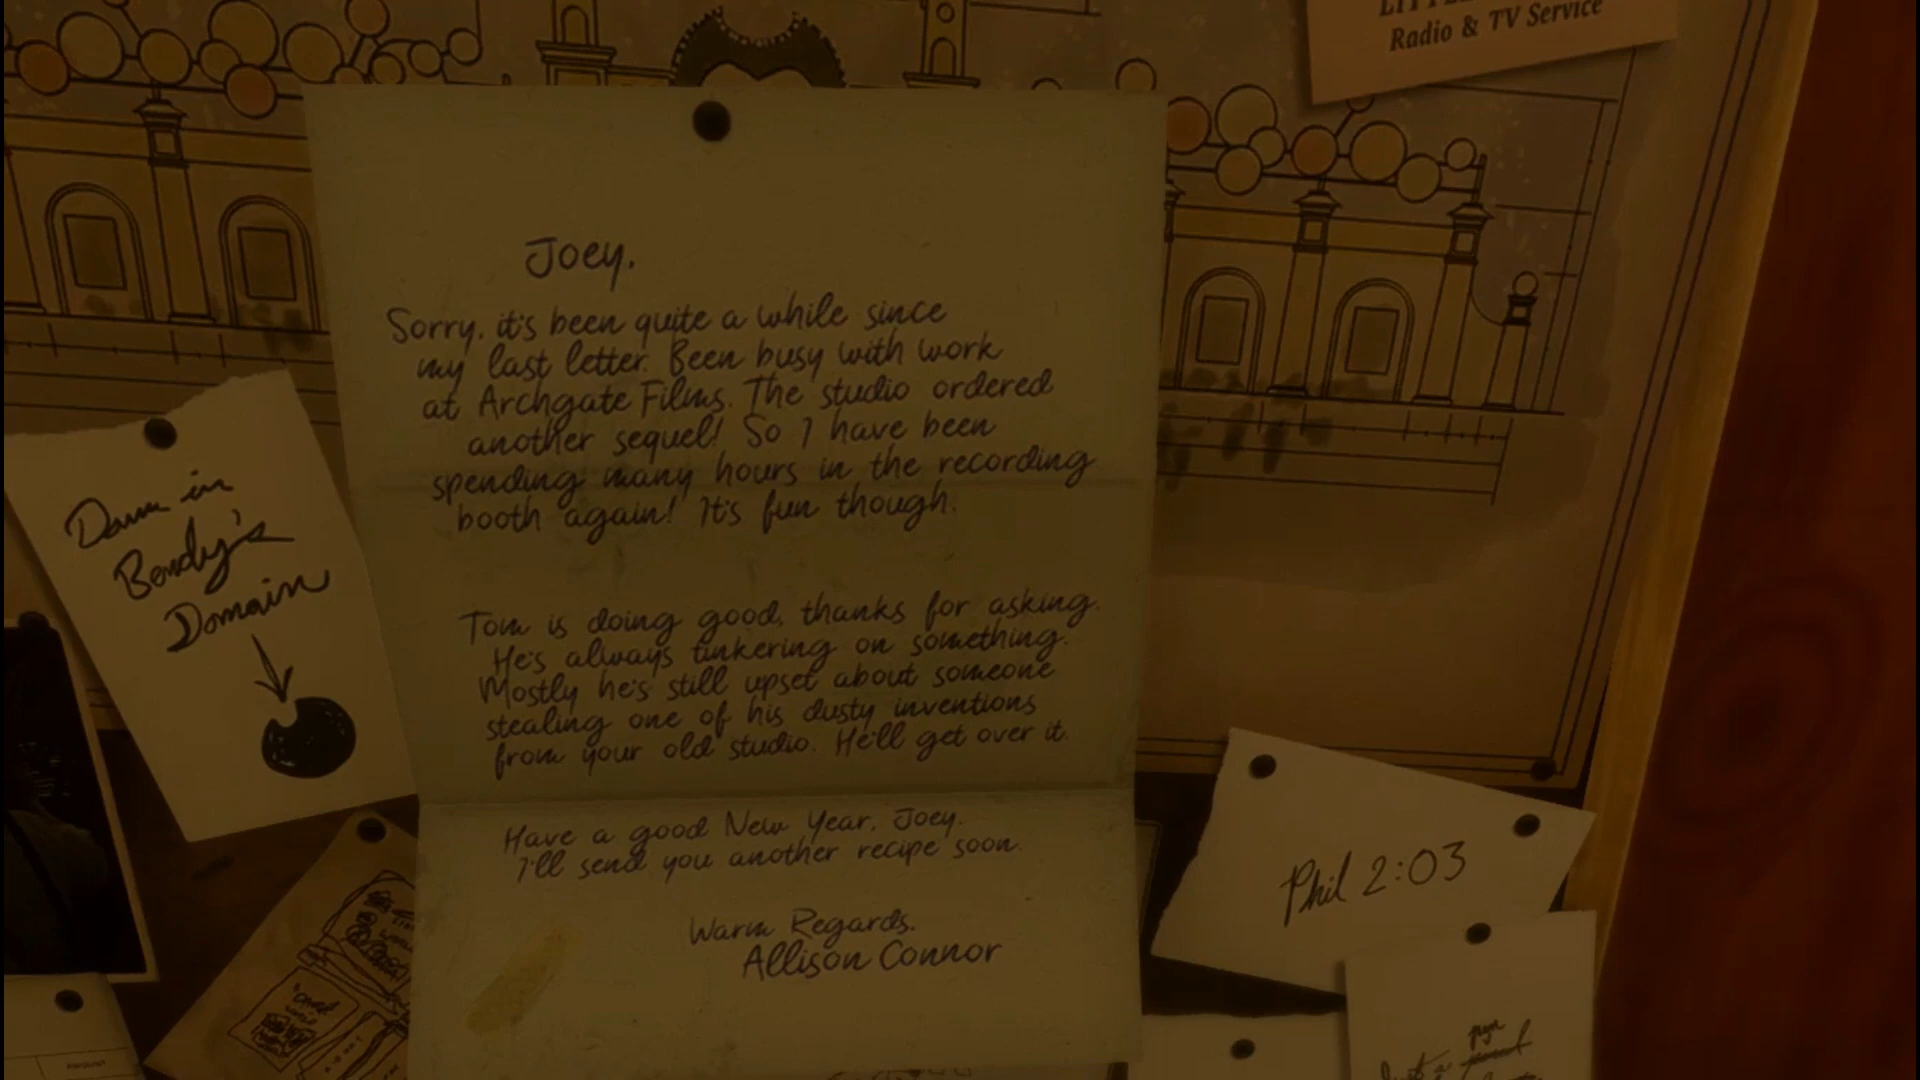 Radio & TV Service
Joey,
Sorry, it's been quite a while since
my last letter. Been busy with work
at Archgate Films. The studio ordered
another sequel! So I have been
spending many hours in the recording
booth again! It's fun though.
Tom is doing good, thanks for asking.
He's always tinkering on something.
Mostly he's still upset about someone
stealing one of his dusty inventions
from your old studio. He'll get over it.
Have a good New Year, Joey.
I'll send you another recipe soon.
Warm Regards,
Allison Connor
Down in
Bendy's
Domain
Phil 2:03